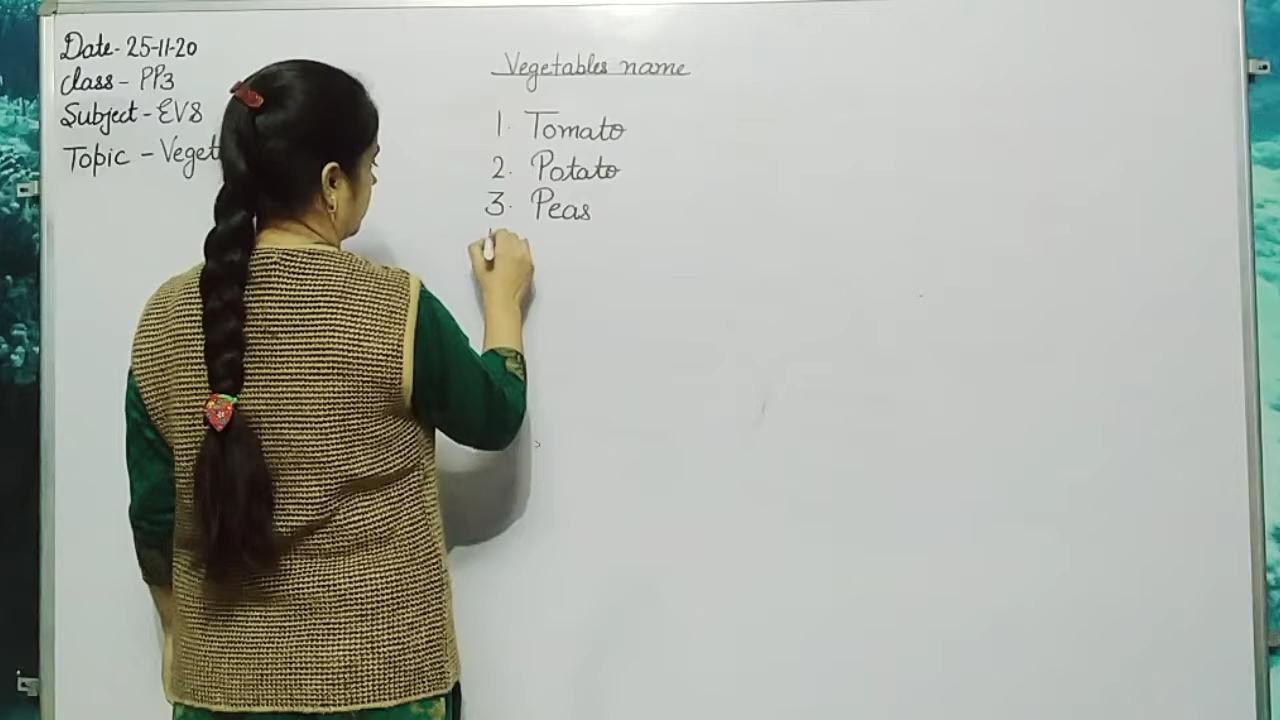 Date- 25-11-20
Class - PP3
Subject - EVS
Topic - Veget
Vegetables name
1. Tomato
2. Potato
3. Peas